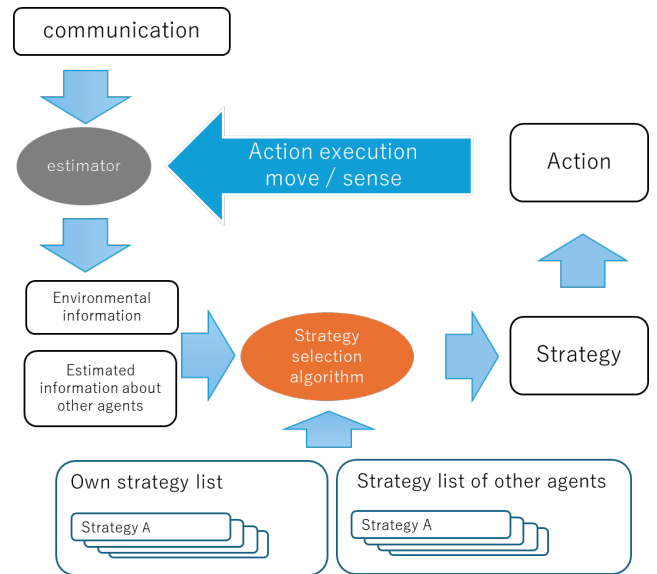 communication
estimator
Action execution
move / sense
Action
Environmental
information
Estimated
information about
other agents
Strategy
selection
algorithm
Strategy
Own strategy list
Strategy A
Strategy list of other agents
Strategy A